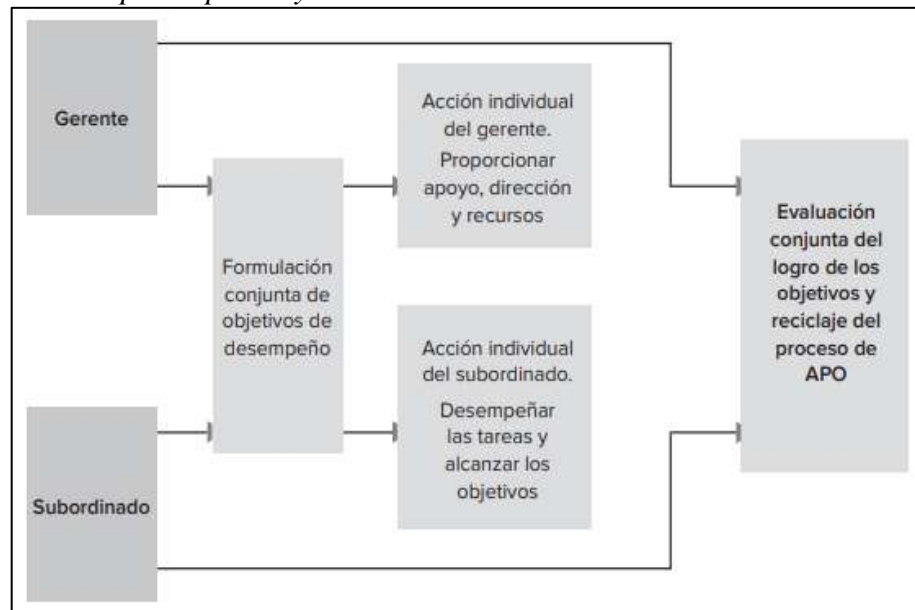 Gerente
Formulación
conjunta de
objetivos de
desempeño
Acción individual
del gerente.
Proporcionar
apoyo, dirección
y recursos
Acción individual
del subordinado.
Desempeñar
las tareas y
alcanzar los
objetivos
Subordinado
Evaluación
conjunta del
logro de los
objetivos y
reciclaje del
proceso de
APO